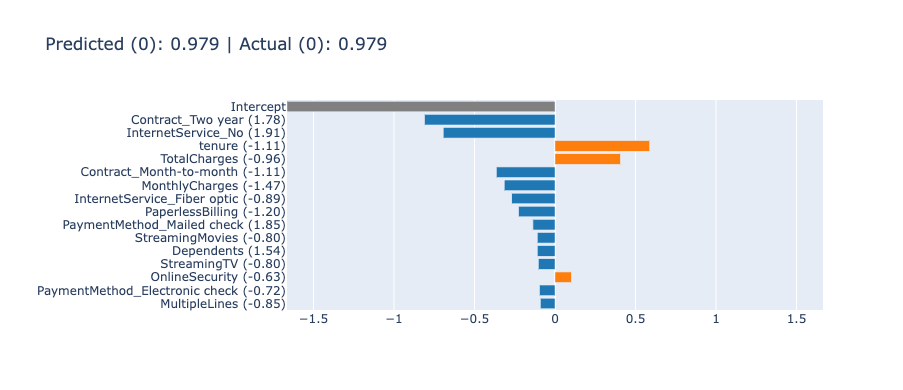 Predicted (0): 0.979 | Actual (0): 0.979
Intercept
Contract_Two year (1.78)
InternetService_No (1.91)
tenure (-1.11)
TotalCharges (-0.96)
Contract_Month-to-month (-1.11)
MonthlyCharges (-1.47)
InternetService_Fiber optic (-0.89)
PaperlessBilling (-1.20)
PaymentMethod_Mailed check (1.85)
StreamingMovies (-0.80)
Dependents (1.54)
StreamingTV (-0.80)
OnlineSecurity (-0.63)
PaymentMethod_Electronic check (-0.72)
MultipleLines (-0.85)
−1.5 −1 −0.5 0 0.5 1 1.5